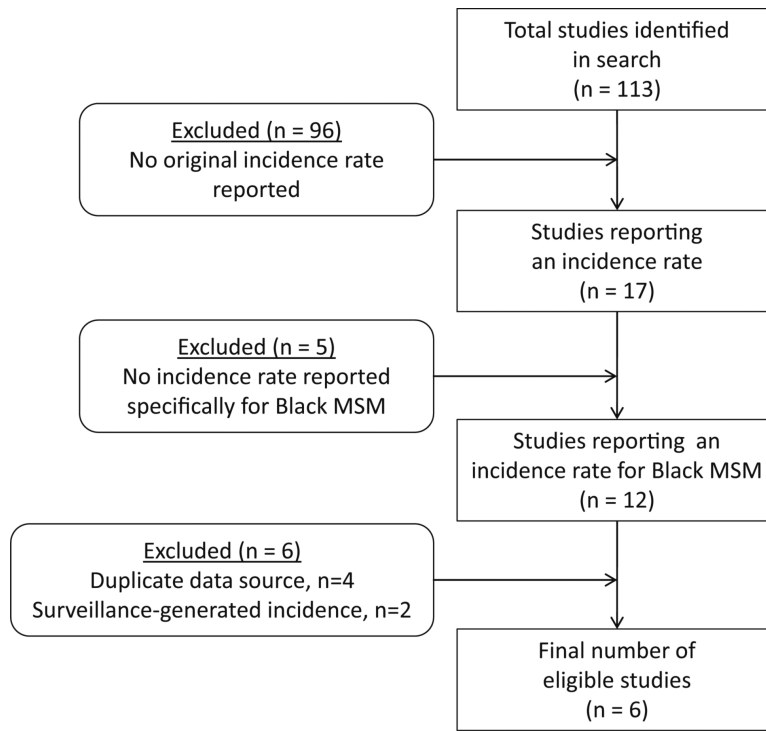 Total studies identified
in search
(n = 113)
Excluded (n = 96)
No original incidence rate
reported
Studies reporting
an incidence rate
(n = 17)
Excluded (n = 5)
No incidence rate reported
specifically for Black MSM
Studies reporting an
incidence rate for Black MSM
(n = 12)
Excluded (n = 6)
Duplicate data source, n=4
Surveillance-generated incidence, n=2
Final number of
eligible studies
(n = 6)